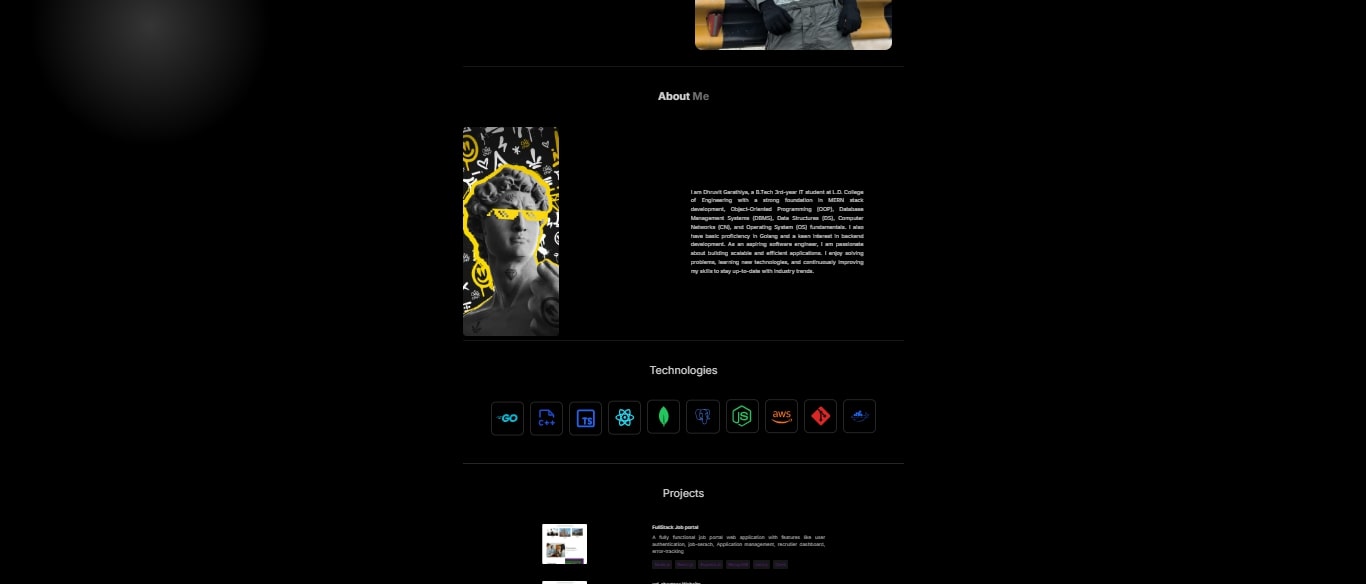 About Me
I am Dhruvit Garathiya, a B.Tech 3rd-year IT student at L.D. College
of Engineering with a strong foundation in MERN stack
development, Object-Oriented Programming (OOP), Database
Management Systems (DBMS), Data Structures (DS), Computer
Networks (CN), and Operating System (OS) fundamentals. I also
have basic proficiency in Golang and a keen interest in backend
development. As an aspiring software engineer, I am passionate
about building scalable and efficient applications. I enjoy solving
problems, learning new technologies, and continuously improving
my skills to stay up-to-date with industry trends.
Technologies
GO
C++
TS
JS
aws
Projects
FullStack Job portal
A fully functional job portal web application with features like user
authentication, job-serach, Application management, recruiter dashboard,
error-tracking